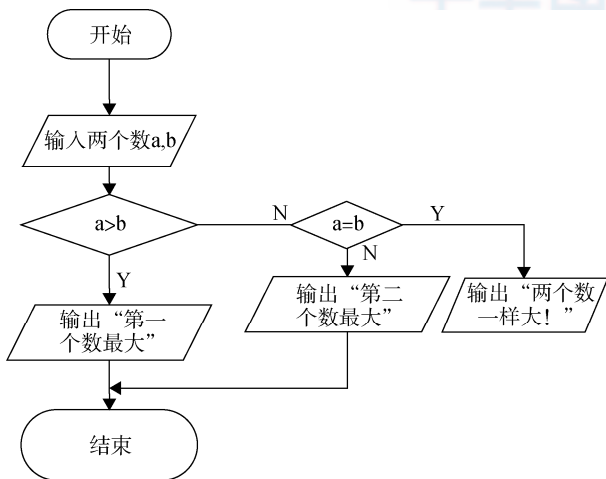 开始
输入两个数a,b
a>b
N
a=b
Y
Y
N
输出“第一
个数最大”
输出“第二
个数最大”
输出“两个数
一样大！”
结束